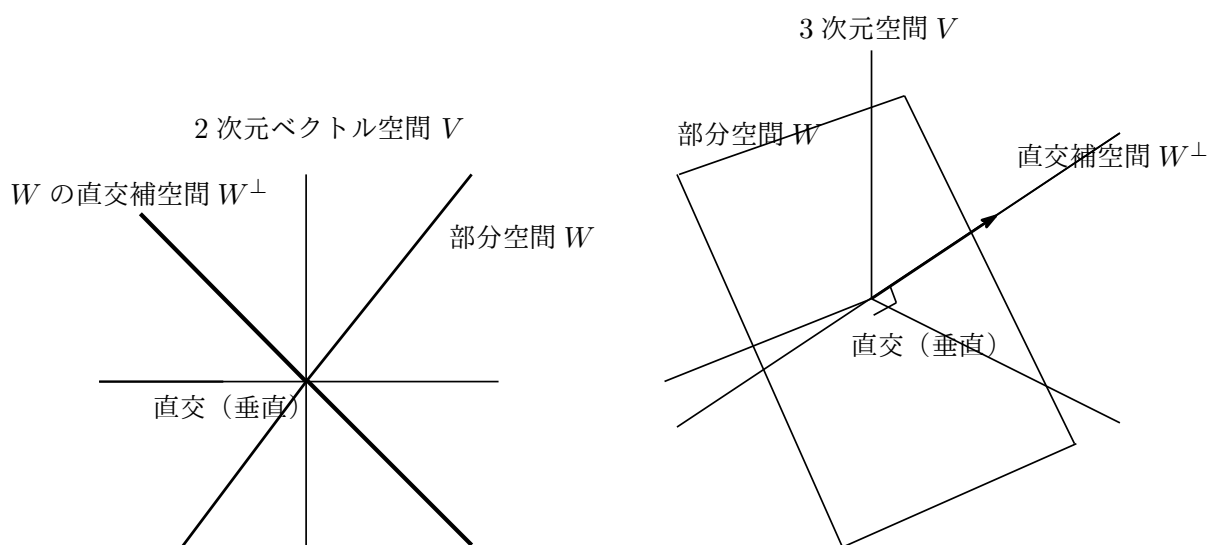 2 次元ベクトル空間 V
W の直交補空間 W⊥
部分空間 W
直交（垂直）
3 次元空間 V
部分空間 W
直交補空間 W⊥
直交（垂直）